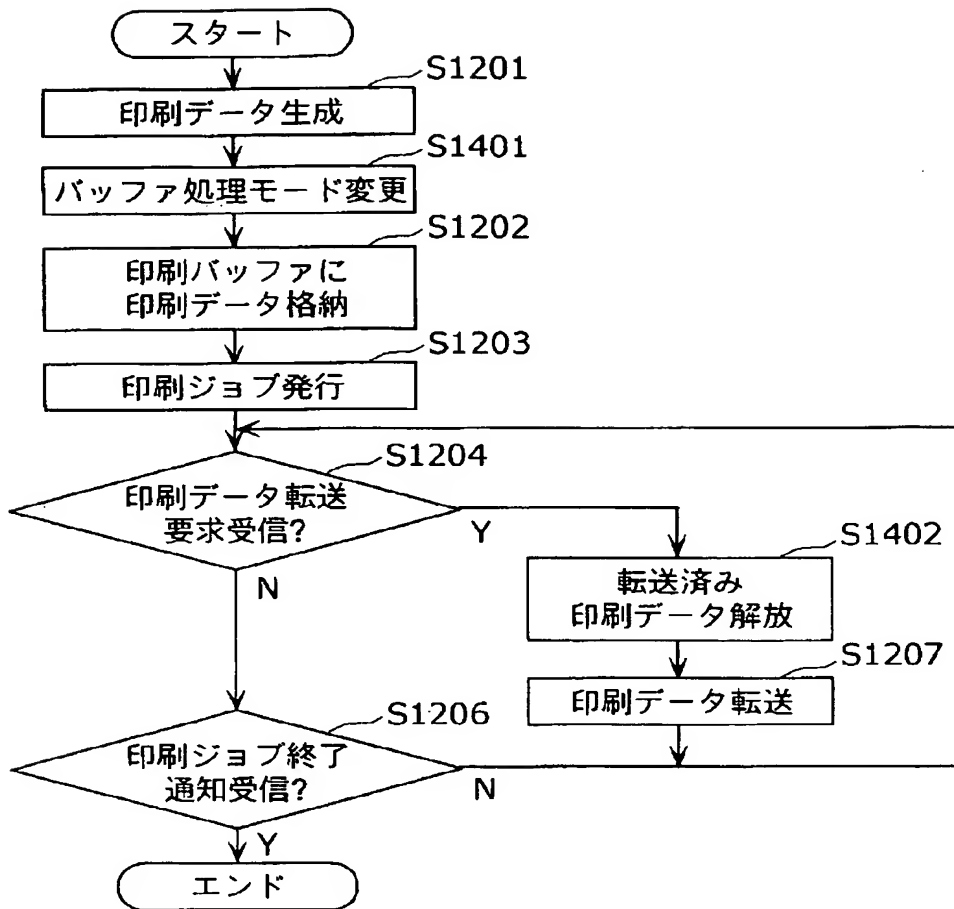 スタート
S1201
印刷データ生成
S1401
バッファ処理モード変更
S1202
印刷バッファに
印刷データ格納
S1203
印刷ジョブ発行
S1204
印刷データ転送
要求受信?
Y
N
S1402
転送済み
印刷データ解放
S1207
印刷データ転送
S1206
印刷ジョブ終了
通知受信?
N
Y
エンド